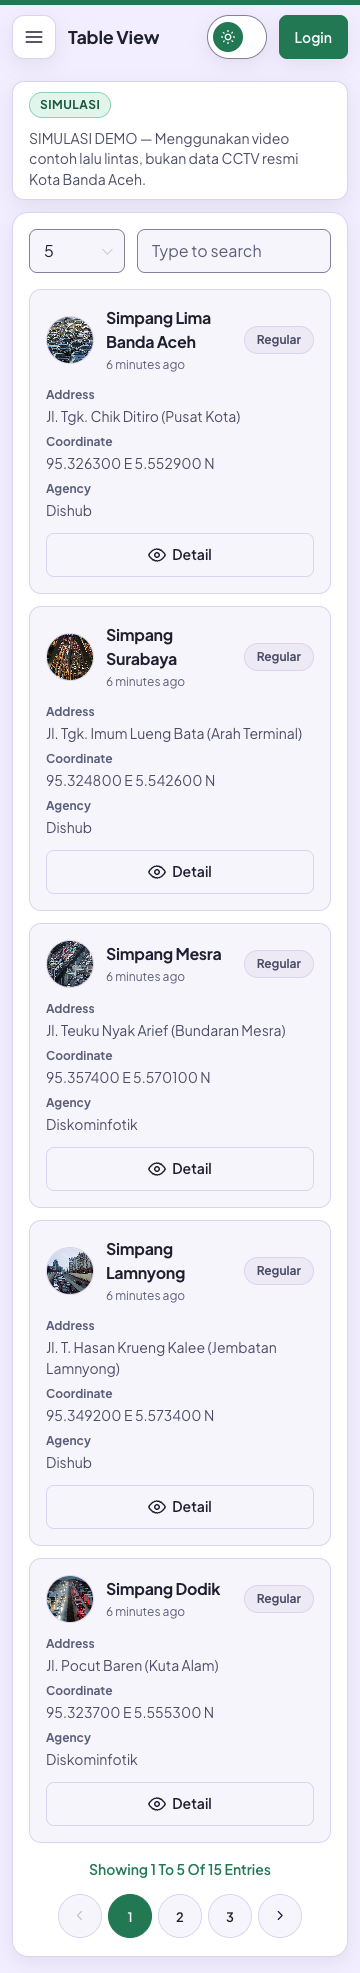 Table View
Login
SIMULASI
SIMULASI DEMO — Menggunakan video
contoh lalu lintas, bukan data CCTV resmi
Kota Banda Aceh.
5
Type to search
Simpang Lima
Banda Aceh
6 minutes ago
Regular
Address
Jl. Tgk. Chik Ditiro (Pusat Kota)
Coordinate
95.326300 E 5.552900 N
Agency
Dishub
Detail
Simpang
Surabaya
6 minutes ago
Regular
Address
Jl. Tgk. Imum Lueng Bata (Arah Terminal)
Coordinate
95.324800 E 5.542600 N
Agency
Dishub
Detail
Simpang Mesra
6 minutes ago
Regular
Address
Jl. Teuku Nyak Arief (Bundaran Mesra)
Coordinate
95.357400 E 5.570100 N
Agency
Diskominfotik
Detail
Simpang
Lamnyong
6 minutes ago
Regular
Address
Jl. T. Hasan Krueng Kalee (Jembatan
Lamnyong)
Coordinate
95.349200 E 5.573400 N
Agency
Dishub
Detail
Simpang Dodik
6 minutes ago
Regular
Address
Jl. Pocut Baren (Kuta Alam)
Coordinate
95.323700 E 5.555300 N
Agency
Diskominfotik
Detail
Showing 1 To 5 Of 15 Entries
1 2 3